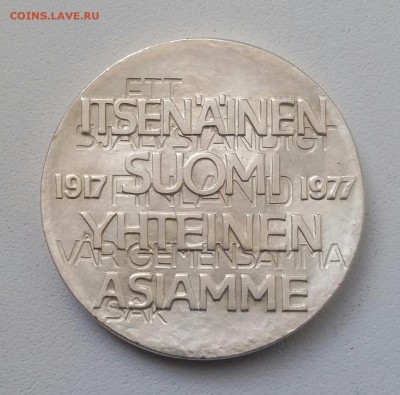 COINS.LAVE.RU
ETT
ITSENÄINEN
SJÄLVSTÄNDIGT
SUOMI
1917 FINLAND 1977
YHTEINEN
VÅR GEMENSAMMA
ASIAMME
SAK